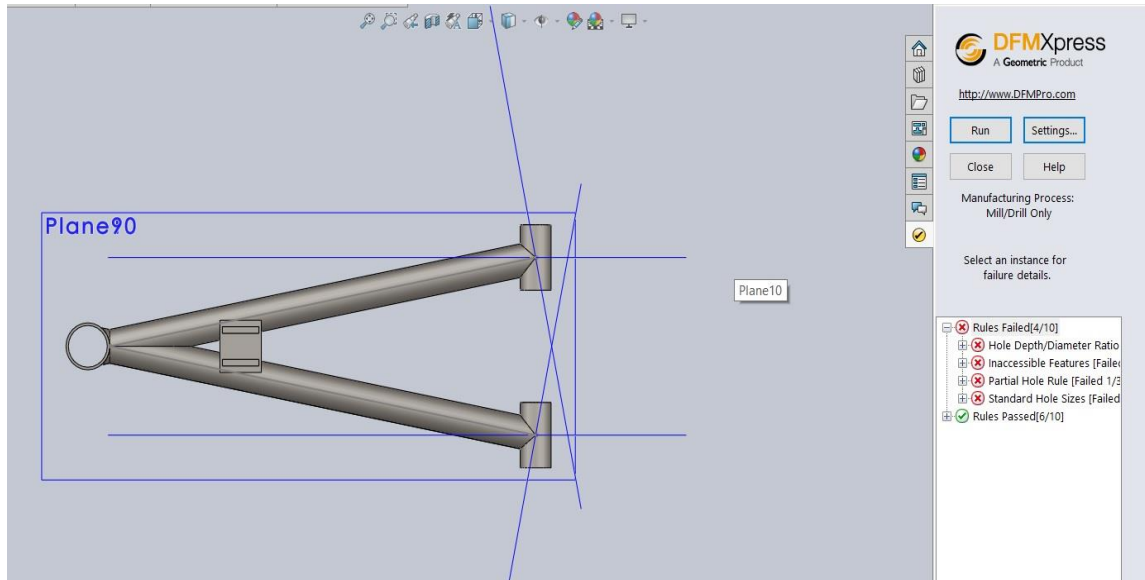 DFMXpress
A Geometric Product
http://www.DFMPro.com
Run
Settings...
Close
Help
Manufacturing Process:
Mill/Drill Only
Select an instance for
failure details.
Plane90
Plane10
Rules Failed[4/10]
Hole Depth/Diameter Ratio
Inaccessible Features [Failed
Partial Hole Rule [Failed 1/3
Standard Hole Sizes [Failed
Rules Passed[6/10]